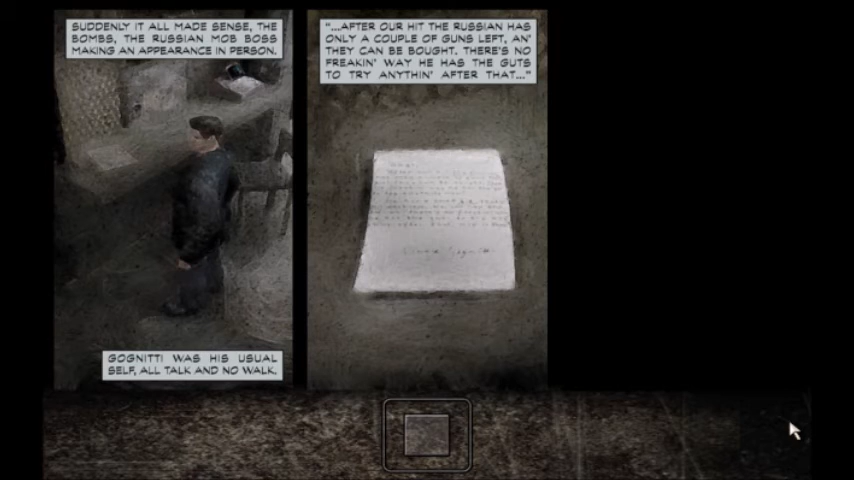 SUDDENLY IT ALL MADE SENSE, THE
BOMBS, THE RUSSIAN MOB BOSS
MAKING AN APPEARANCE IN PERSON.
GOGNITTI WAS HIS USUAL
SELF, ALL TALK AND NO WALK.
"...AFTER OUR HIT THE RUSSIAN HAS
ONLY A COUPLE OF GUNS LEFT, AN'
THEY CAN BE BOUGHT. THERE'S NO
FREAKIN' WAY HE HAS THE GUTS
TO TRY ANYTHIN' AFTER THAT..."